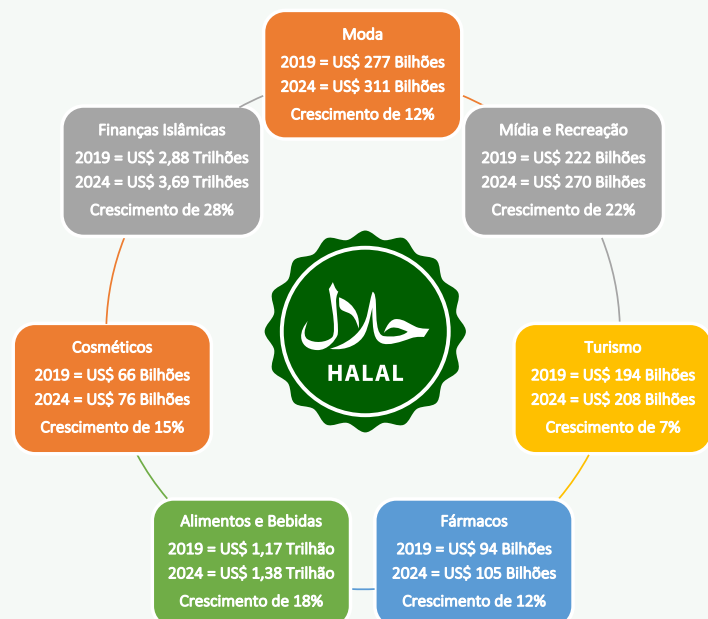 Moda
2019 = US$ 277 Bilhões
2024 = US$ 311 Bilhões
Crescimento de 12%
Mídia e Recreação
2019 = US$ 222 Bilhões
2024 = US$ 270 Bilhões
Crescimento de 22%
Turismo
2019 = US$ 194 Bilhões
2024 = US$ 208 Bilhões
Crescimento de 7%
Fármacos
2019 = US$ 94 Bilhões
2024 = US$ 105 Bilhões
Crescimento de 12%
Alimentos e Bebidas
2019 = US$ 1,17 Trilhão
2024 = US$ 1,38 Trilhão
Crescimento de 18%
Cosméticos
2019 = US$ 66 Bilhões
2024 = US$ 76 Bilhões
Crescimento de 15%
Finanças Islâmicas
2019 = US$ 2,88 Trilhões
2024 = US$ 3,69 Trilhões
Crescimento de 28%
حلال
HALAL